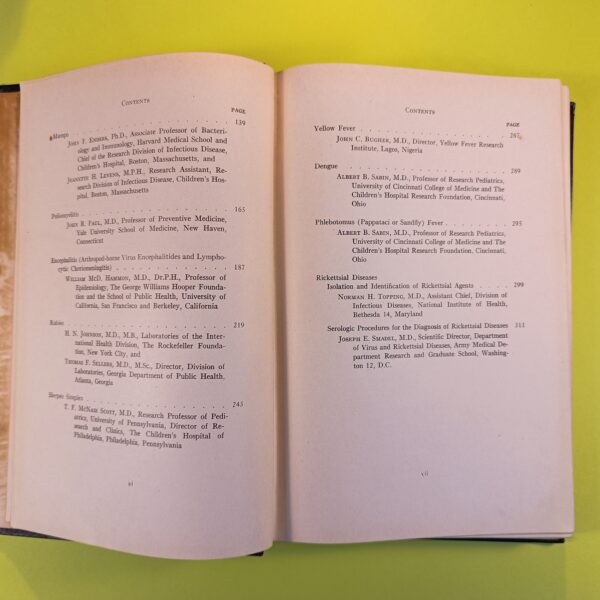 CONTENTS
PAGE
Mumps . . . . . . . . . . . . 139
JOHN F. ENDERS, Ph.D., Associate Professor of Bacteri-
ology and Immunology, Harvard Medical School and
Chief of the Research Division of Infectious Disease,
Children's Hospital, Boston, Massachusetts, and
JEANETTE H. LEVENS, M.P.H., Research Assistant, Re-
search Division of Infectious Disease, Children's Hos-
pital, Boston, Massachusetts
Poliomyelitis . . . . . . . . . . . . 165
JOHN R. PAUL, M.D., Professor of Preventive Medicine,
Yale University School of Medicine, New Haven,
Connecticut
Encephalitis (Arthropod-borne Virus Encephalitides and Lympho-
cytic Choriomeningitis) . . . . . . . . . . 187
WILLIAM MCD. HAMMON, M.D., Dr.P.H., Professor of
Epidemiology, The George Williams Hooper Founda-
tion and the School of Public Health, University of
California, San Francisco and Berkeley, California
Rabies . . . . . . . . . . . . 219
H. N. JOHNSON, M.D., M.B., Laboratories of the Inter-
national Health Division, The Rockefeller Founda-
tion, New York City, and
THOMAS F. SELLERS, M.D., M.Sc., Director, Division of
Laboratories, Georgia Department of Public Health,
Atlanta, Georgia
Herpes Simplex . . . . . . . . . . . . 245
T. F. MCNAIR SCOTT, M.D., Research Professor of Pedi-
atrics, University of Pennsylvania, Director of Re-
search and Clinics, The Children's Hospital of
Philadelphia, Philadelphia, Pennsylvania
xi
CONTENTS
PAGE
Yellow Fever . . . . . . . . . . . . 267
JOHN C. BUGHER, M.D., Director, Yellow Fever Research
Institute, Lagos, Nigeria
Dengue . . . . . . . . . . . . 289
ALBERT B. SABIN, M.D., Professor of Research Pediatrics,
University of Cincinnati College of Medicine and The
Children's Hospital Research Foundation, Cincinnati,
Ohio
Phlebotomus (Pappataci or Sandfly) Fever . . . . . . 295
ALBERT B. SABIN, M.D., Professor of Research Pediatrics,
University of Cincinnati College of Medicine and The
Children's Hospital Research Foundation, Cincinnati,
Ohio
Rickettsial Diseases
Isolation and Identification of Rickettsial Agents . . . . 299
NORMAN H. TOPPING, M.D., Assistant Chief, Division of
Infectious Diseases, National Institute of Health,
Bethesda 14, Maryland
Serologic Procedures for the Diagnosis of Rickettsial Diseases 311
JOSEPH E. SMADEL, M.D., Scientific Director, Department
of Virus and Rickettsial Diseases, Army Medical De-
partment Research and Graduate School, Washing-
ton 12, D.C.